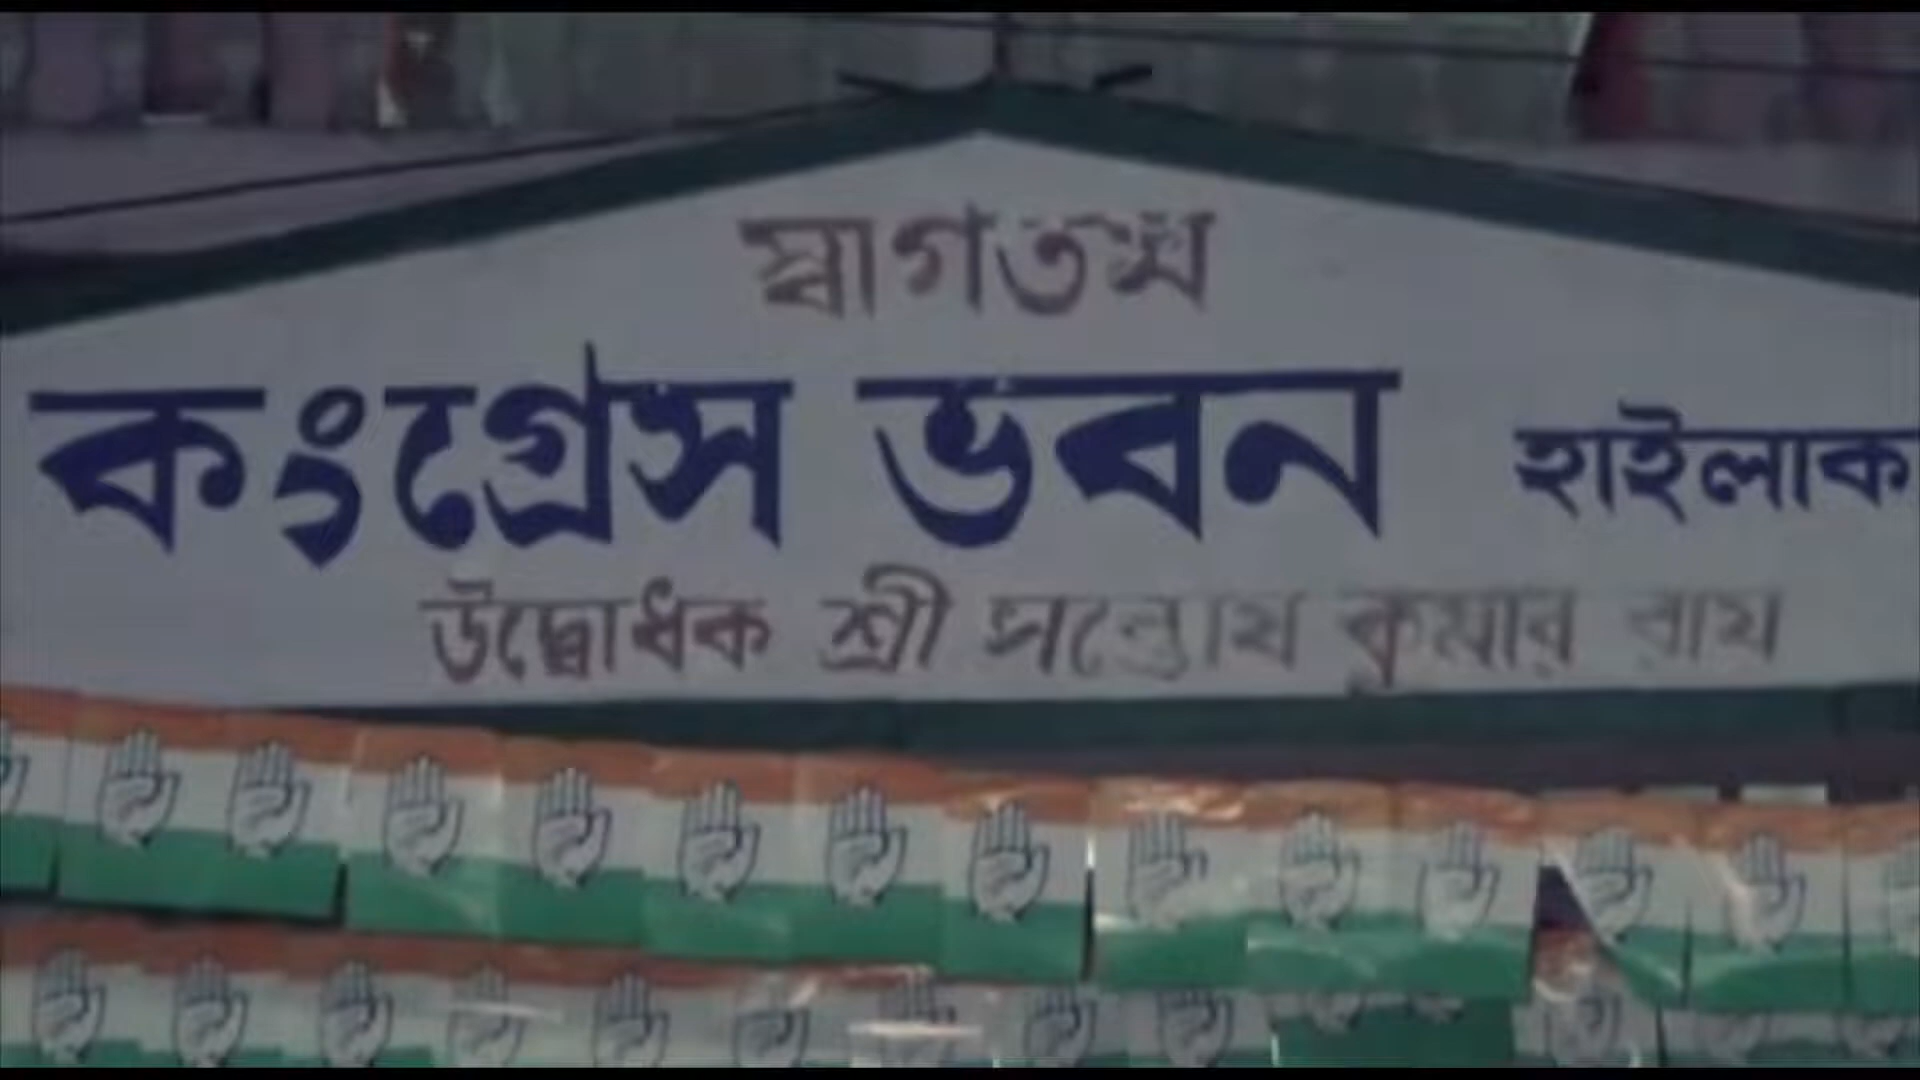 স্বাগতম
কংগ্রেস ভবন হাইলাক
উদ্বোধক শ্রী সন্তোষ কুমার রায়